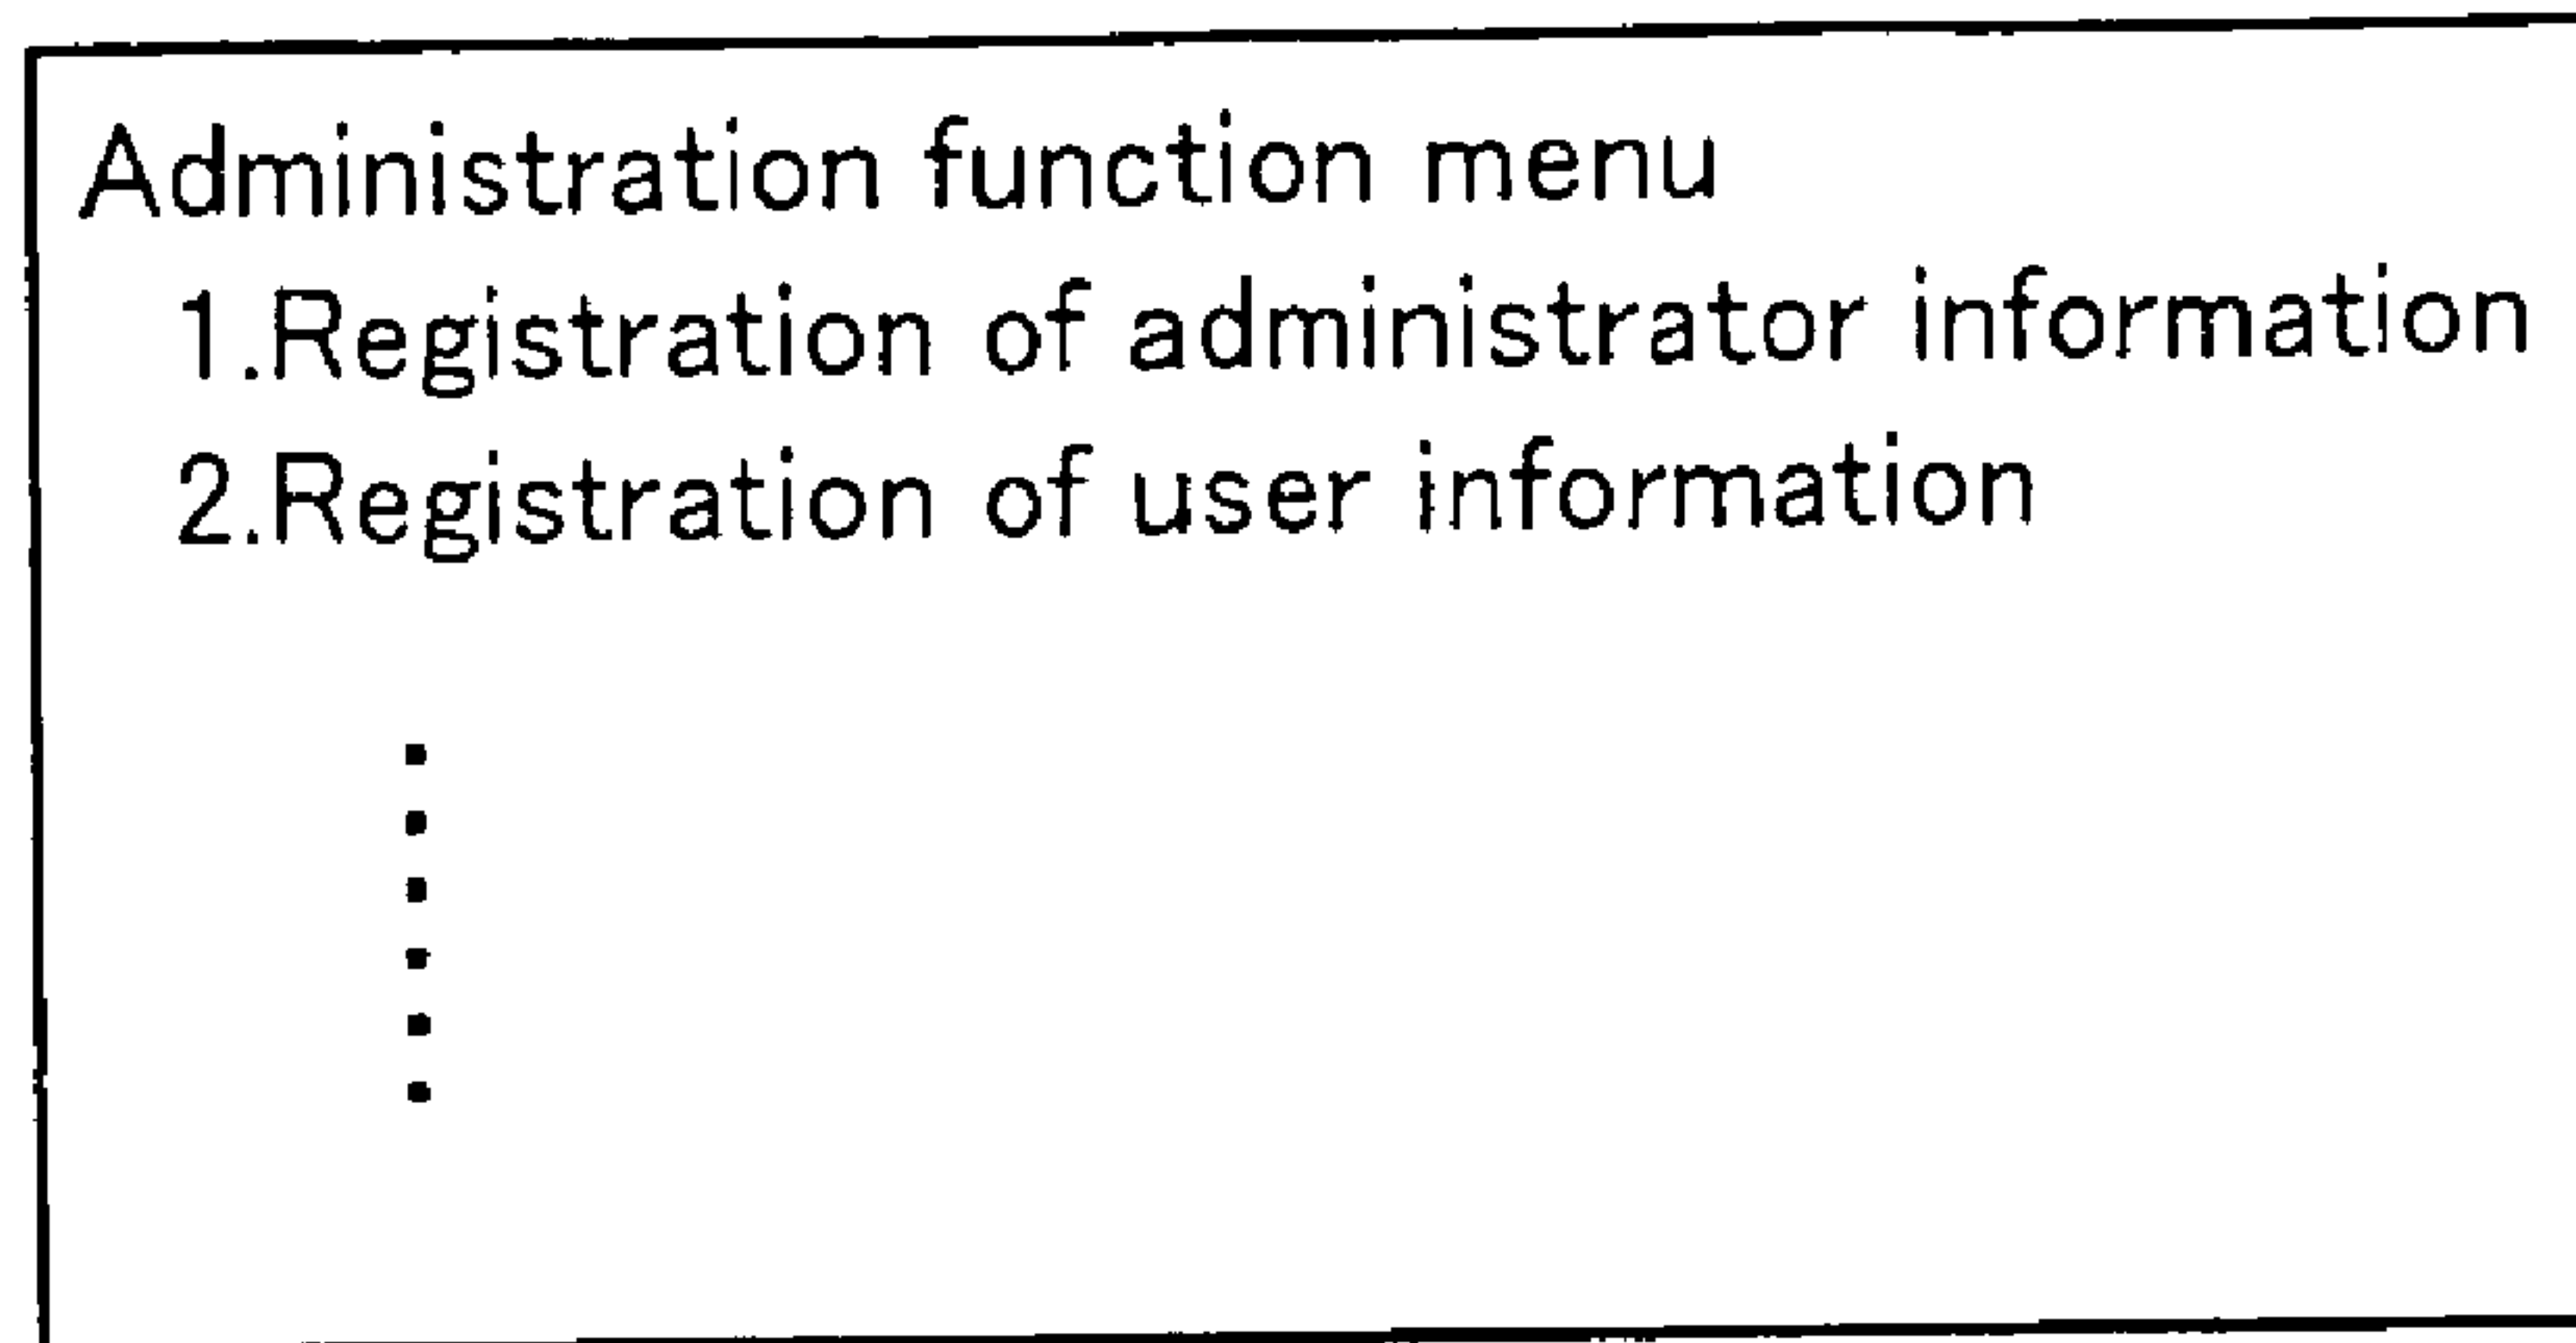 Administration function menu
1.Registration of administrator information
2.Registration of user information